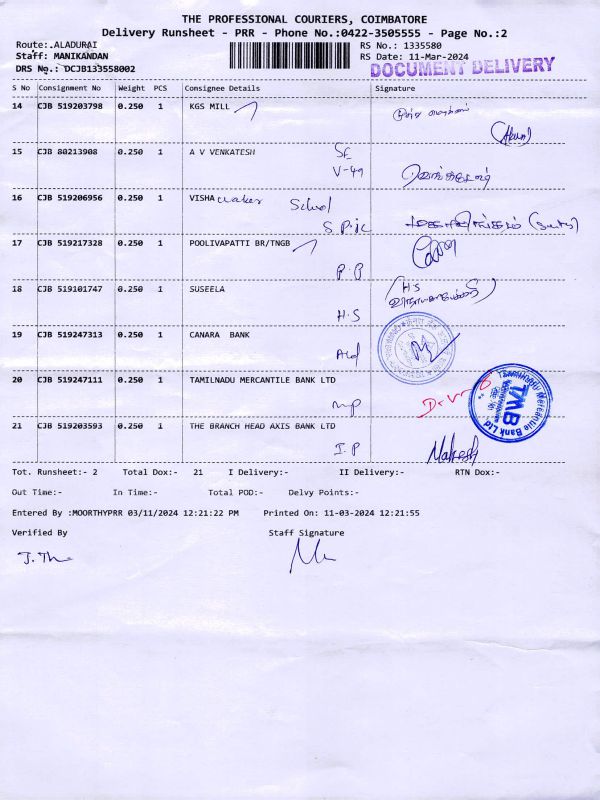 THE PROFESSIONAL COURIERS, COIMBATORE
Delivery Runsheet - PRR - Phone No.:0422-3505555 - Page No.:2
Route:.ALADURAI
RS No.: 1335580
Staff: MANIKANDAN
RS Date: 11-Mar-2024
DRS No.: DCJB133558002
DOCUMENT DELIVERY
S No Consignment No Weight PCS Consignee Details Signature
14 CJB 519203798 0.250 1 KGS MILL
15 CJB 80213908 0.250 1 A V VENKATESH SE
V-49
16 CJB 519206956 0.250 1 VISHA School
17 CJB 519217328 0.250 1 POOLIVAPATTI BR/TNGB
P.P
18 CJB 519101747 0.250 1 SUSEELA H.S
H.S
19 CJB 519247313 0.250 1 CANARA BANK
20 CJB 519247111 0.250 1 TAMILNADU MERCANTILE BANK LTD
Tamilnadu Mercantile Bank Ltd.
TMB
21 CJB 519203593 0.250 1 THE BRANCH HEAD AXIS BANK LTD
I.P Mahesh
Tot. Runsheet:- 2 Total Dox:- 21 I Delivery:- II Delivery:- RTN Dox:-
Out Time:- In Time:- Total POD:- Delvy Points:-
Entered By :MOORTHYPRR 03/11/2024 12:21:22 PM Printed On: 11-03-2024 12:21:55
Verified By Staff Signature